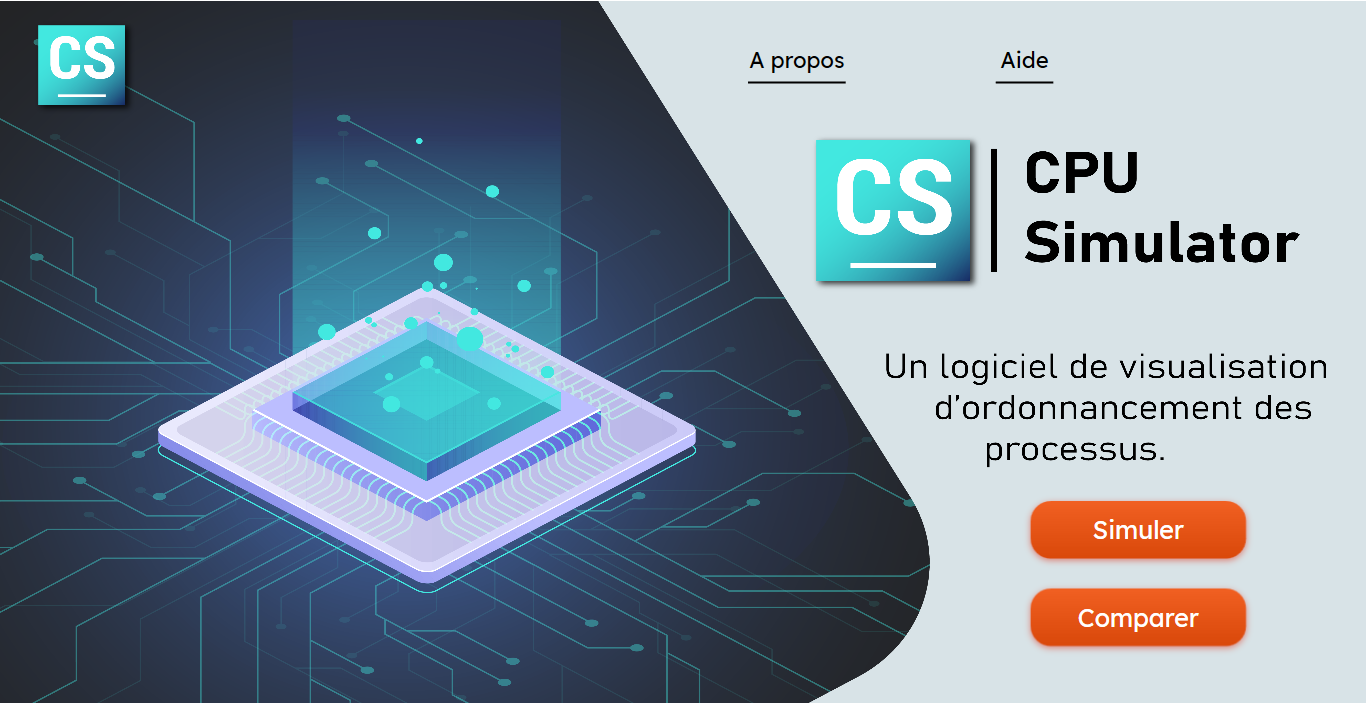 CS
A propos
Aide
CS
CPU
Simulator
Un logiciel de visualisation
d’ordonnancement des
processus.
Simuler
Comparer